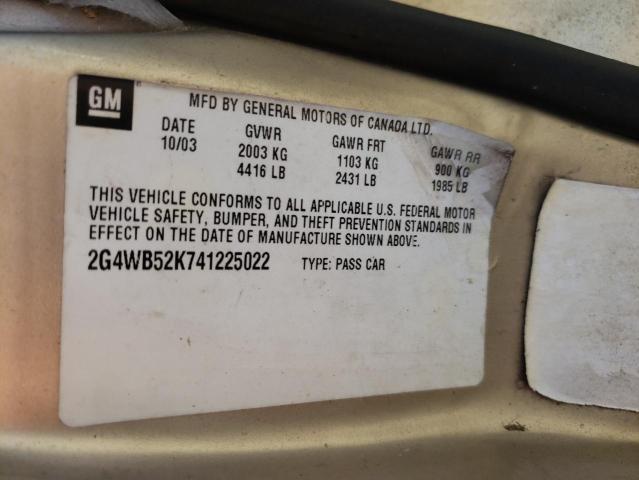 GM
MFD BY GENERAL MOTORS OF CANADA LTD.
DATE GVWR GAWR FRT GAWR RR
10/03 2003 KG 1103 KG 900 KG
4416 LB 2431 LB 1985 LB
THIS VEHICLE CONFORMS TO ALL APPLICABLE U.S. FEDERAL MOTOR
VEHICLE SAFETY, BUMPER, AND THEFT PREVENTION STANDARDS IN
EFFECT ON THE DATE OF MANUFACTURE SHOWN ABOVE.
2G4WB52K741225022 TYPE: PASS CAR